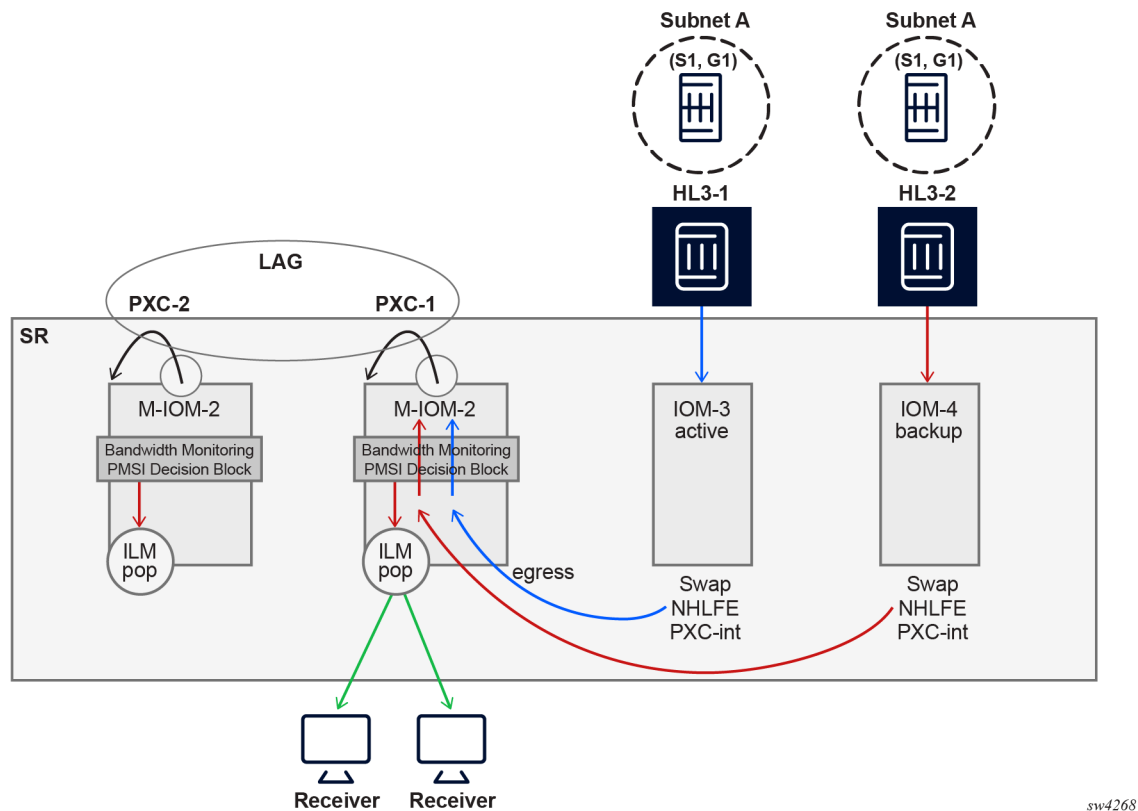 Subnet A
Subnet A
(S1, G1)
(S1, G1)
HL3-1
HL3-2
LAG
PXC-2
PXC-1
SR
M-IOM-2
M-IOM-2
IOM-3
active
IOM-4
backup
Bandwidth Monitoring
PMSI Decision Block
Bandwidth Monitoring
PMSI Decision Block
ILM
pop
ILM
pop
egress
Swap
NHLFE
PXC-int
Swap
NHLFE
PXC-int
Receiver
Receiver
sw4268